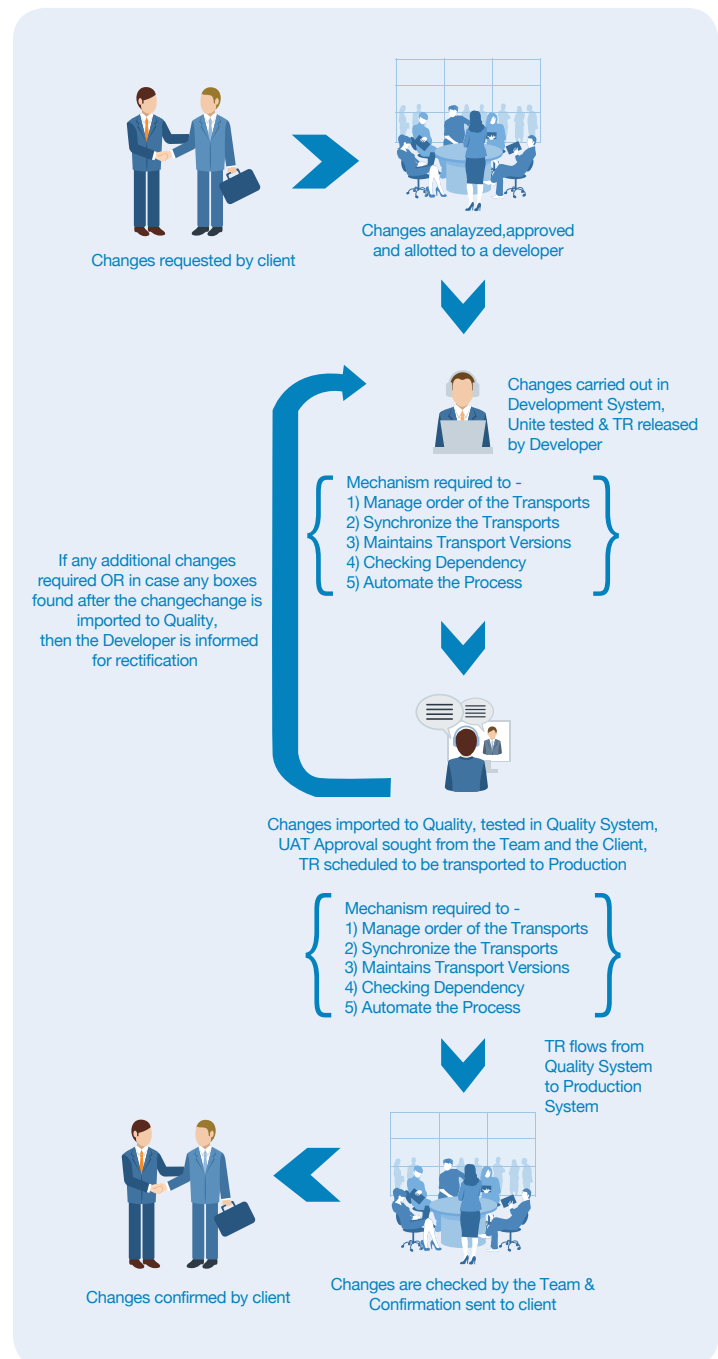 Changes requested by client
Changes analayzed,approved
and allotted to a developer
Changes carried out in
Development System,
Unite tested & TR released
by Developer
Mechanism required to -
1) Manage order of the Transports
2) Synchronize the Transports
3) Maintains Transport Versions
4) Checking Dependency
5) Automate the Process
If any additional changes
required OR in case any boxes
found after the changechange is
imported to Quality,
then the Developer is informed
for rectification
Changes imported to Quality, tested in Quality System,
UAT Approval sought from the Team and the Client,
TR scheduled to be transported to Production
Mechanism required to -
1) Manage order of the Transports
2) Synchronize the Transports
3) Maintains Transport Versions
4) Checking Dependency
5) Automate the Process
TR flows from
Quality System
to Production
System
Changes are checked by the Team &
Confirmation sent to client
Changes confirmed by client